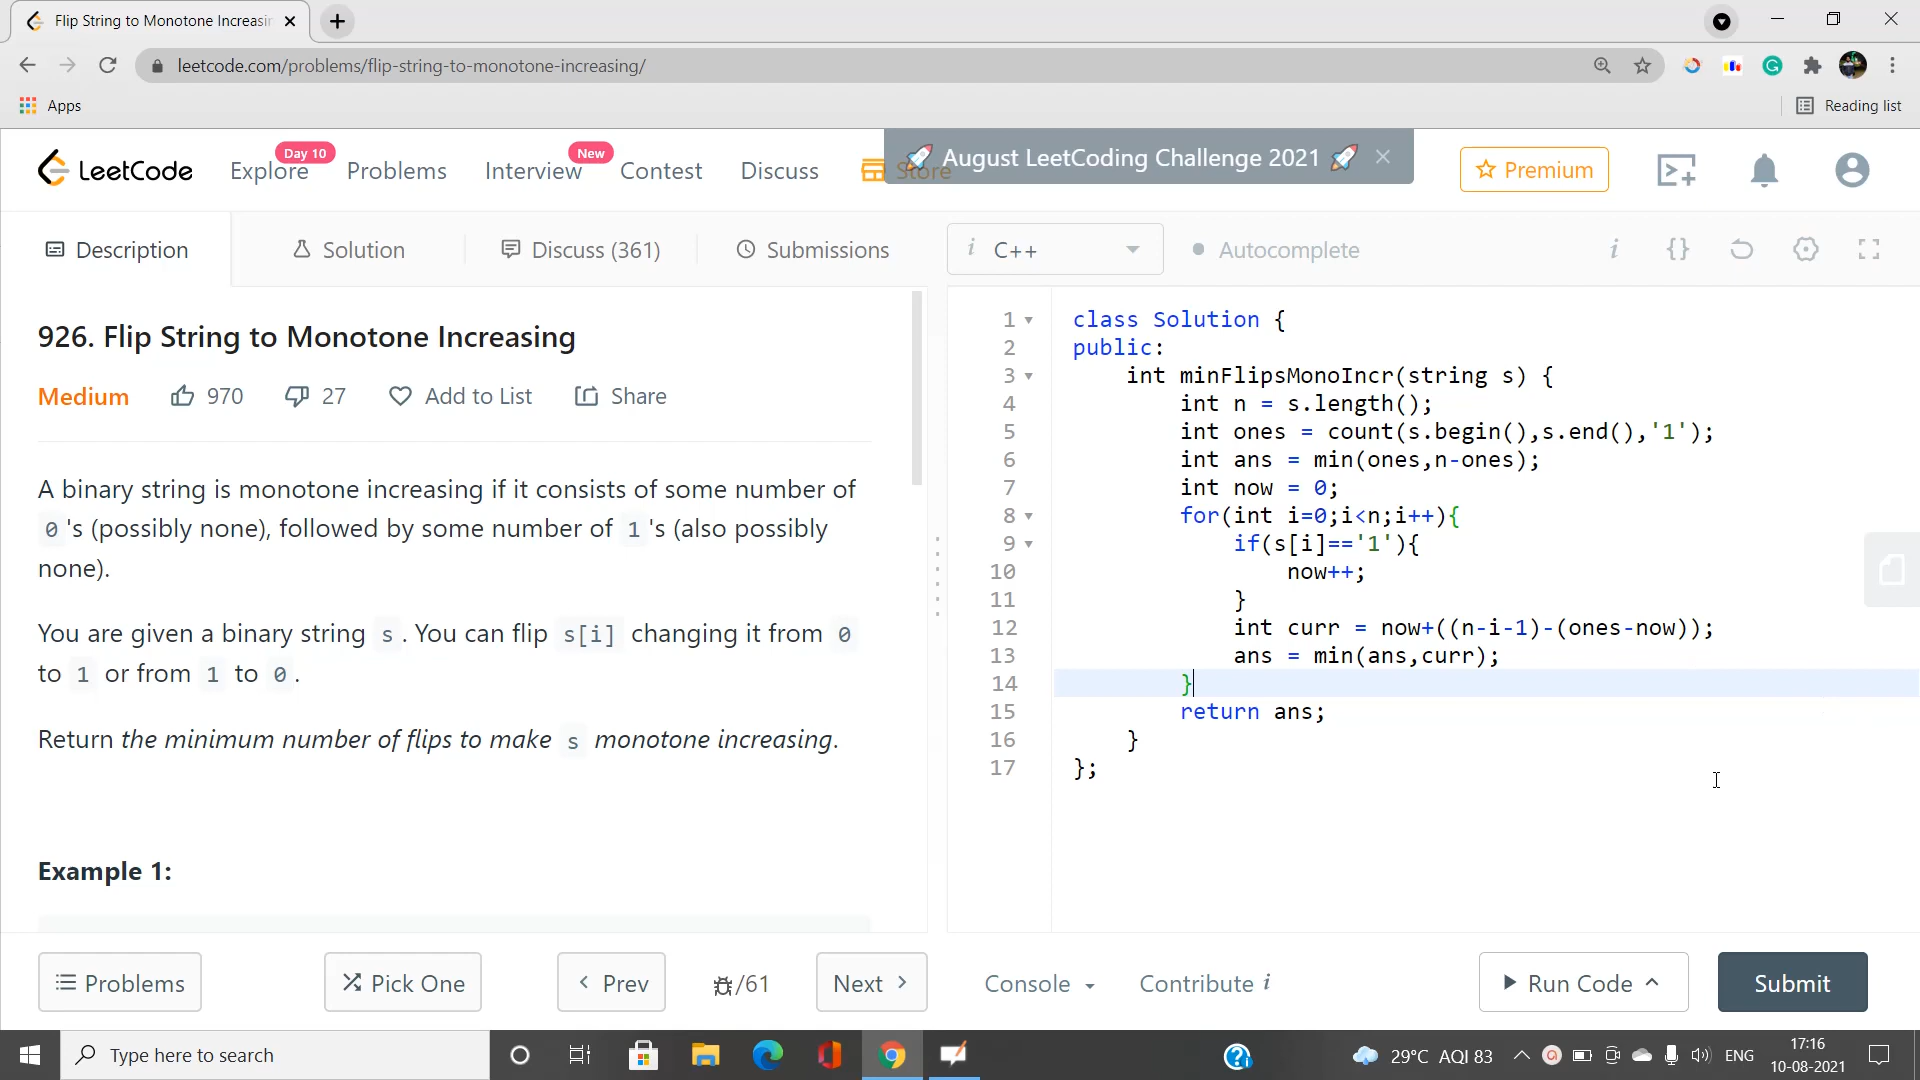 Flip String to Monotone Increasin
leetcode.com/problems/flip-string-to-monotone-increasing/
Apps
Reading list
LeetCode
Explore
Day 10
Problems
Interview
New
Contest
Discuss
Store
🚀 August LeetCoding Challenge 2021 🚀
Premium
Description
Solution
Discuss (361)
Submissions
i C++
Autocomplete
926. Flip String to Monotone Increasing
Medium 970 27 Add to List Share
A binary string is monotone increasing if it consists of some number of
0 's (possibly none), followed by some number of 1 's (also possibly
none).
You are given a binary string s . You can flip s[i] changing it from 0
to 1 or from 1 to 0 .
Return the minimum number of flips to make s monotone increasing.
Example 1:
1 class Solution {
2 public:
3 int minFlipsMonoIncr(string s) {
4 int n = s.length();
5 int ones = count(s.begin(),s.end(),'1');
6 int ans = min(ones,n-ones);
7 int now = 0;
8 for(int i=0;i<n;i++){
9 if(s[i]=='1'){
10 now++;
11 }
12 int curr = now+((n-i-1)-(ones-now));
13 ans = min(ans,curr);
14 }
15 return ans;
16 }
17 };
Problems
Pick One
Prev
/61
Next
Console
Contribute i
Run Code
Submit
Type here to search
29°C AQI 83
ENG
17:16
10-08-2021